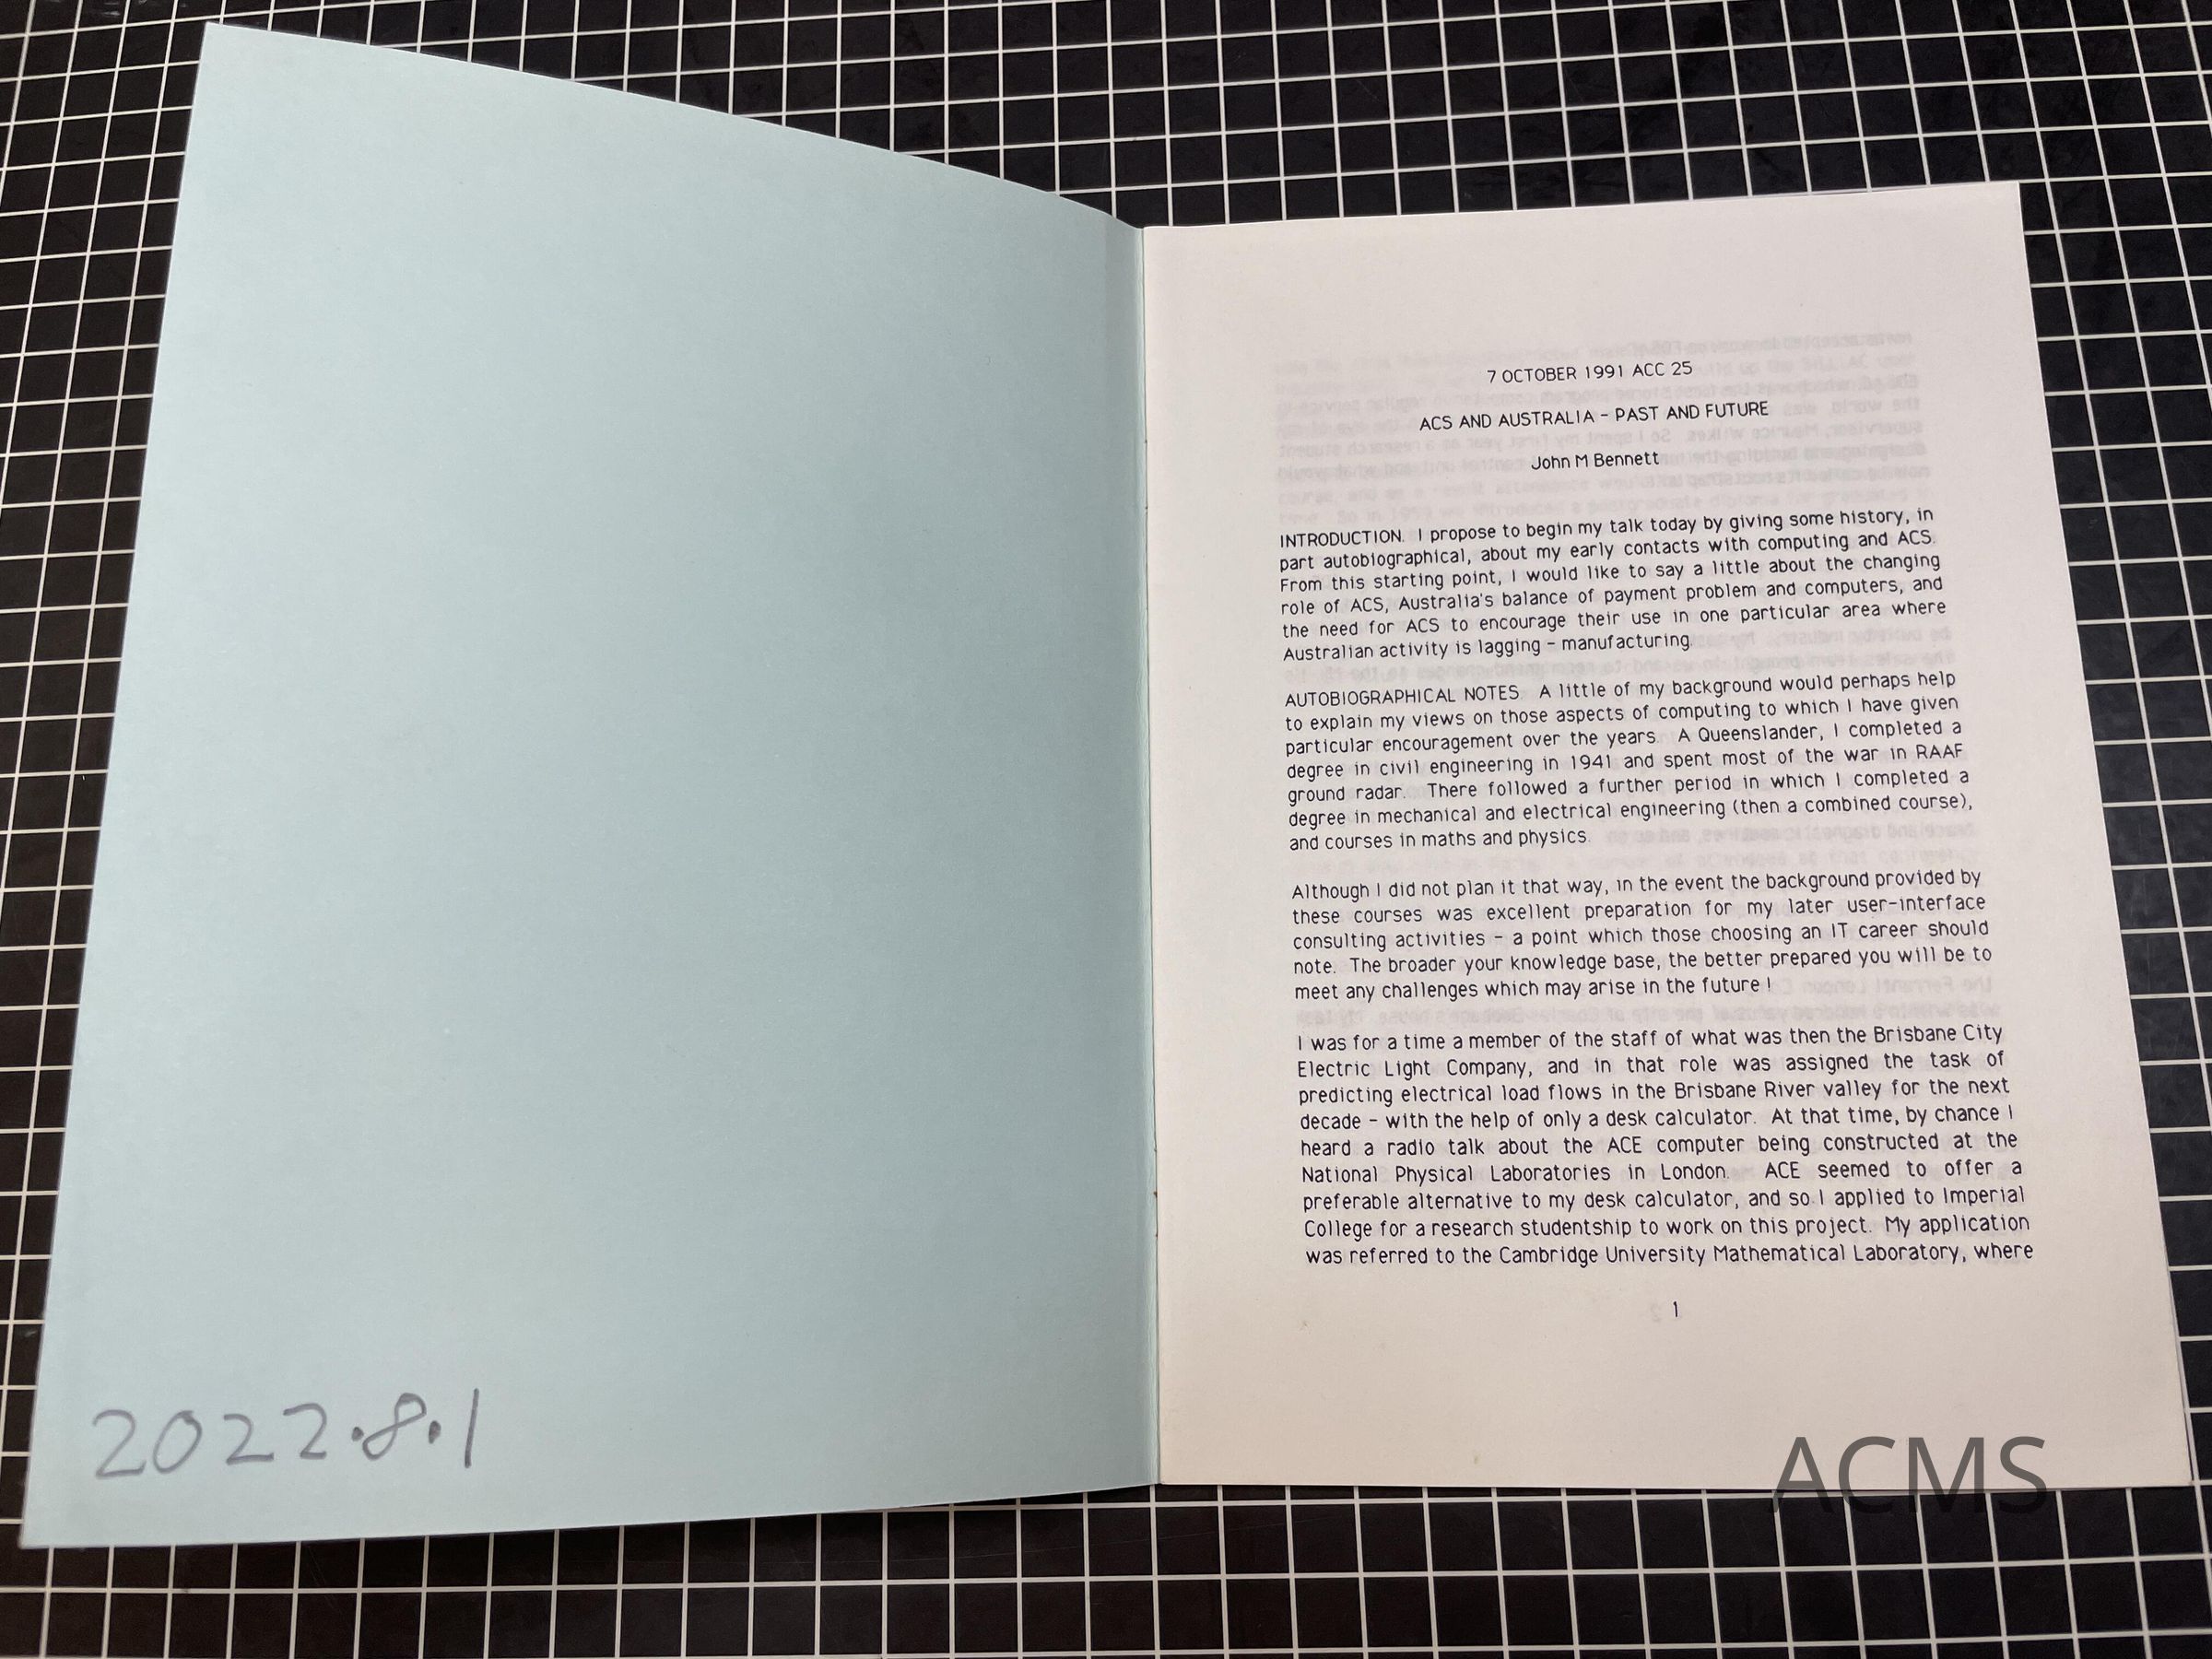 2022.8.1
7 OCTOBER 1991 ACC 25
ACS AND AUSTRALIA - PAST AND FUTURE
John M Bennett
INTRODUCTION. I propose to begin my talk today by giving some history, in
part autobiographical, about my early contacts with computing and ACS.
From this starting point, I would like to say a little about the changing
role of ACS, Australia's balance of payment problem and computers, and
the need for ACS to encourage their use in one particular area where
Australian activity is lagging - manufacturing.
AUTOBIOGRAPHICAL NOTES. A little of my background would perhaps help
to explain my views on those aspects of computing to which I have given
particular encouragement over the years. A Queenslander, I completed a
degree in civil engineering in 1941 and spent most of the war in RAAF
ground radar. There followed a further period in which I completed a
degree in mechanical and electrical engineering (then a combined course),
and courses in maths and physics.
Although I did not plan it that way, in the event the background provided by
these courses was excellent preparation for my later user-interface
consulting activities - a point which those choosing an IT career should
note. The broader your knowledge base, the better prepared you will be to
meet any challenges which may arise in the future !
I was for a time a member of the staff of what was then the Brisbane City
Electric Light Company, and in that role was assigned the task of
predicting electrical load flows in the Brisbane River valley for the next
decade - with the help of only a desk calculator. At that time, by chance I
heard a radio talk about the ACE computer being constructed at the
National Physical Laboratories in London. ACE seemed to offer a
preferable alternative to my desk calculator, and so I applied to Imperial
College for a research studentship to work on this project. My application
was referred to the Cambridge University Mathematical Laboratory, where
1
ACMS